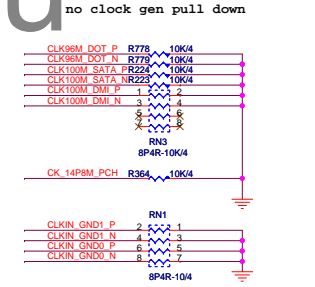 no clock gen pull down
CLK96M_DOT_P R778 10K/4
CLK96M_DOT_N R779 10K/4
CLK100M_SATA_P R224 10K/4
CLK100M_SATA_N R223 10K/4
CLK100M_DMI_P 1 2
CLK100M_DMI_N 3 4
5 6
7 8
RN3
8P4R-10K/4
CK_14P8M_PCH R364 10K/4
RN1
CLKIN_GND1_P 2 1
CLKIN_GND1_N 4 3
CLKIN_GND0_P 6 5
CLKIN_GND0_N 8 7
8P4R-10/4